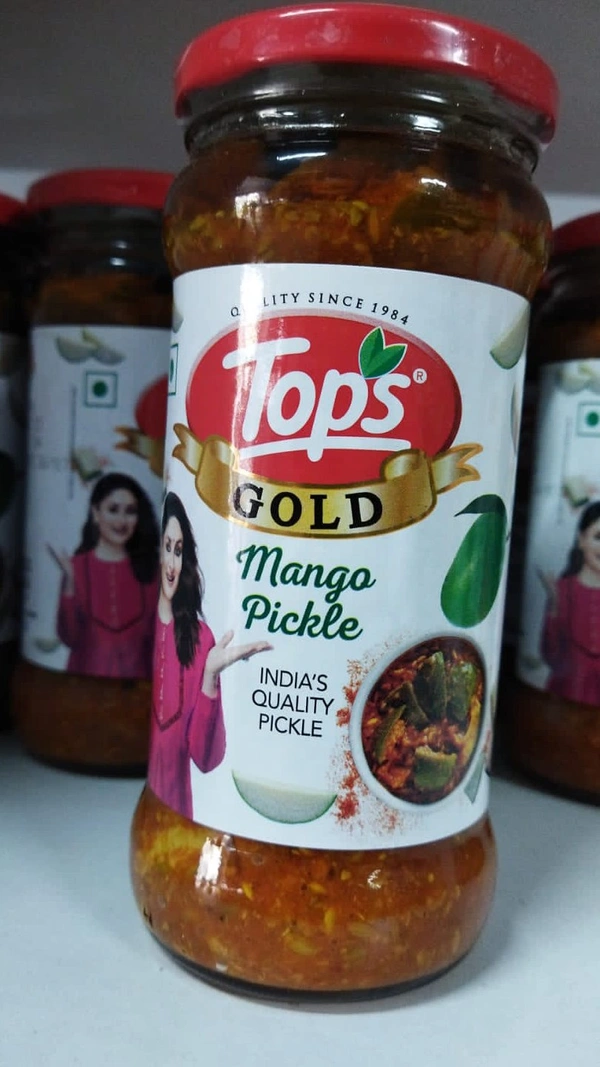 QUALITY SINCE 1984
Tops®
GOLD
Mango
Pickle
INDIA'S
QUALITY
PICKLE